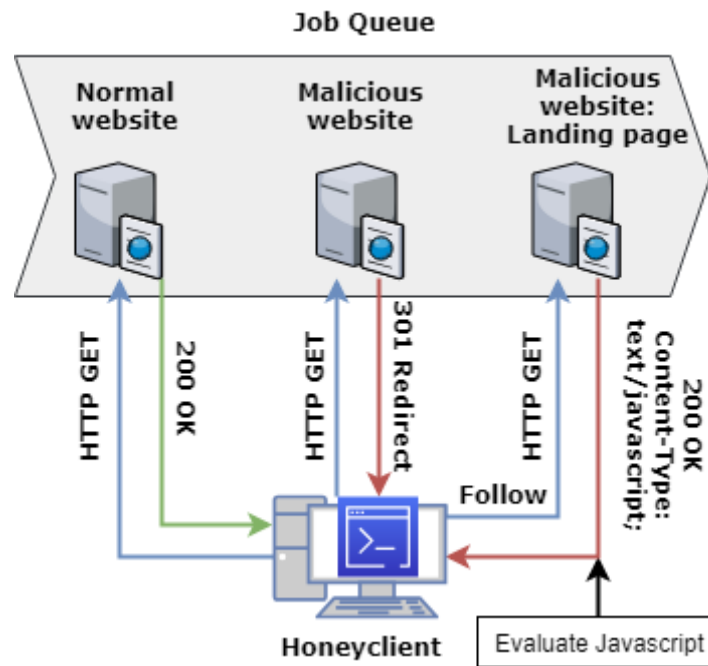 Job Queue
Normal
website
Malicious
website
Malicious
website:
Landing page
HTTP GET
200 OK
HTTP GET
301 Redirect
HTTP GET
200 OK
Content-Type:
text/javascript;
Follow
>_
Honeyclient
Evaluate Javascript